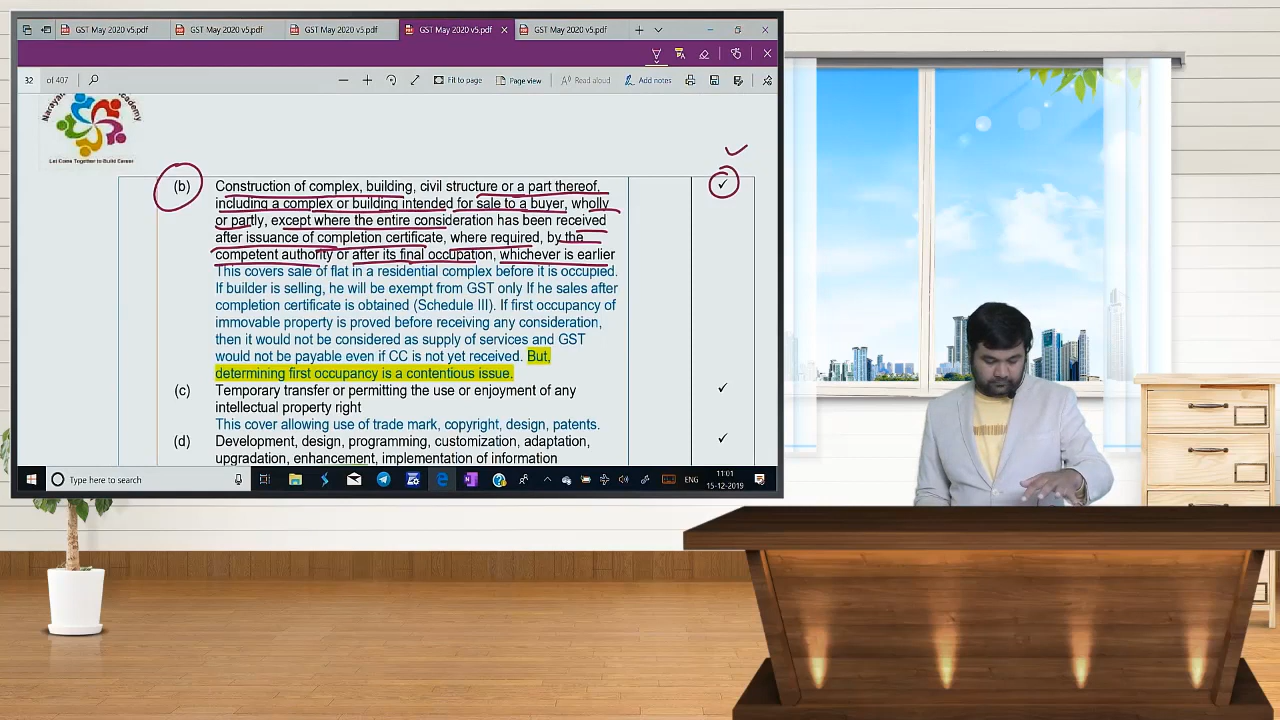 GST May 2020 v5.pdf
GST May 2020 v5.pdf
GST May 2020 v5.pdf
GST May 2020 v5.pdf
GST May 2020 v5.pdf
32 of 407
Fit to page
Page view
Read aloud
Add notes
Let Come Together to Build Career
(b) Construction of complex, building, civil structure or a part thereof,
including a complex or building intended for sale to a buyer, wholly
or partly, except where the entire consideration has been received
after issuance of completion certificate, where required, by the
competent authority or after its final occupation, whichever is earlier
This covers sale of flat in a residential complex before it is occupied.
If builder is selling, he will be exempt from GST only If he sales after
completion certificate is obtained (Schedule III). If first occupancy of
immovable property is proved before receiving any consideration,
then it would not be considered as supply of services and GST
would not be payable even if CC is not yet received. But,
determining first occupancy is a contentious issue.
(c) Temporary transfer or permitting the use or enjoyment of any
intellectual property right
This cover allowing use of trade mark, copyright, design, patents.
(d) Development, design, programming, customization, adaptation,
upgradation, enhancement, implementation of information
Type here to search
ENG
11:01
15-12-2019